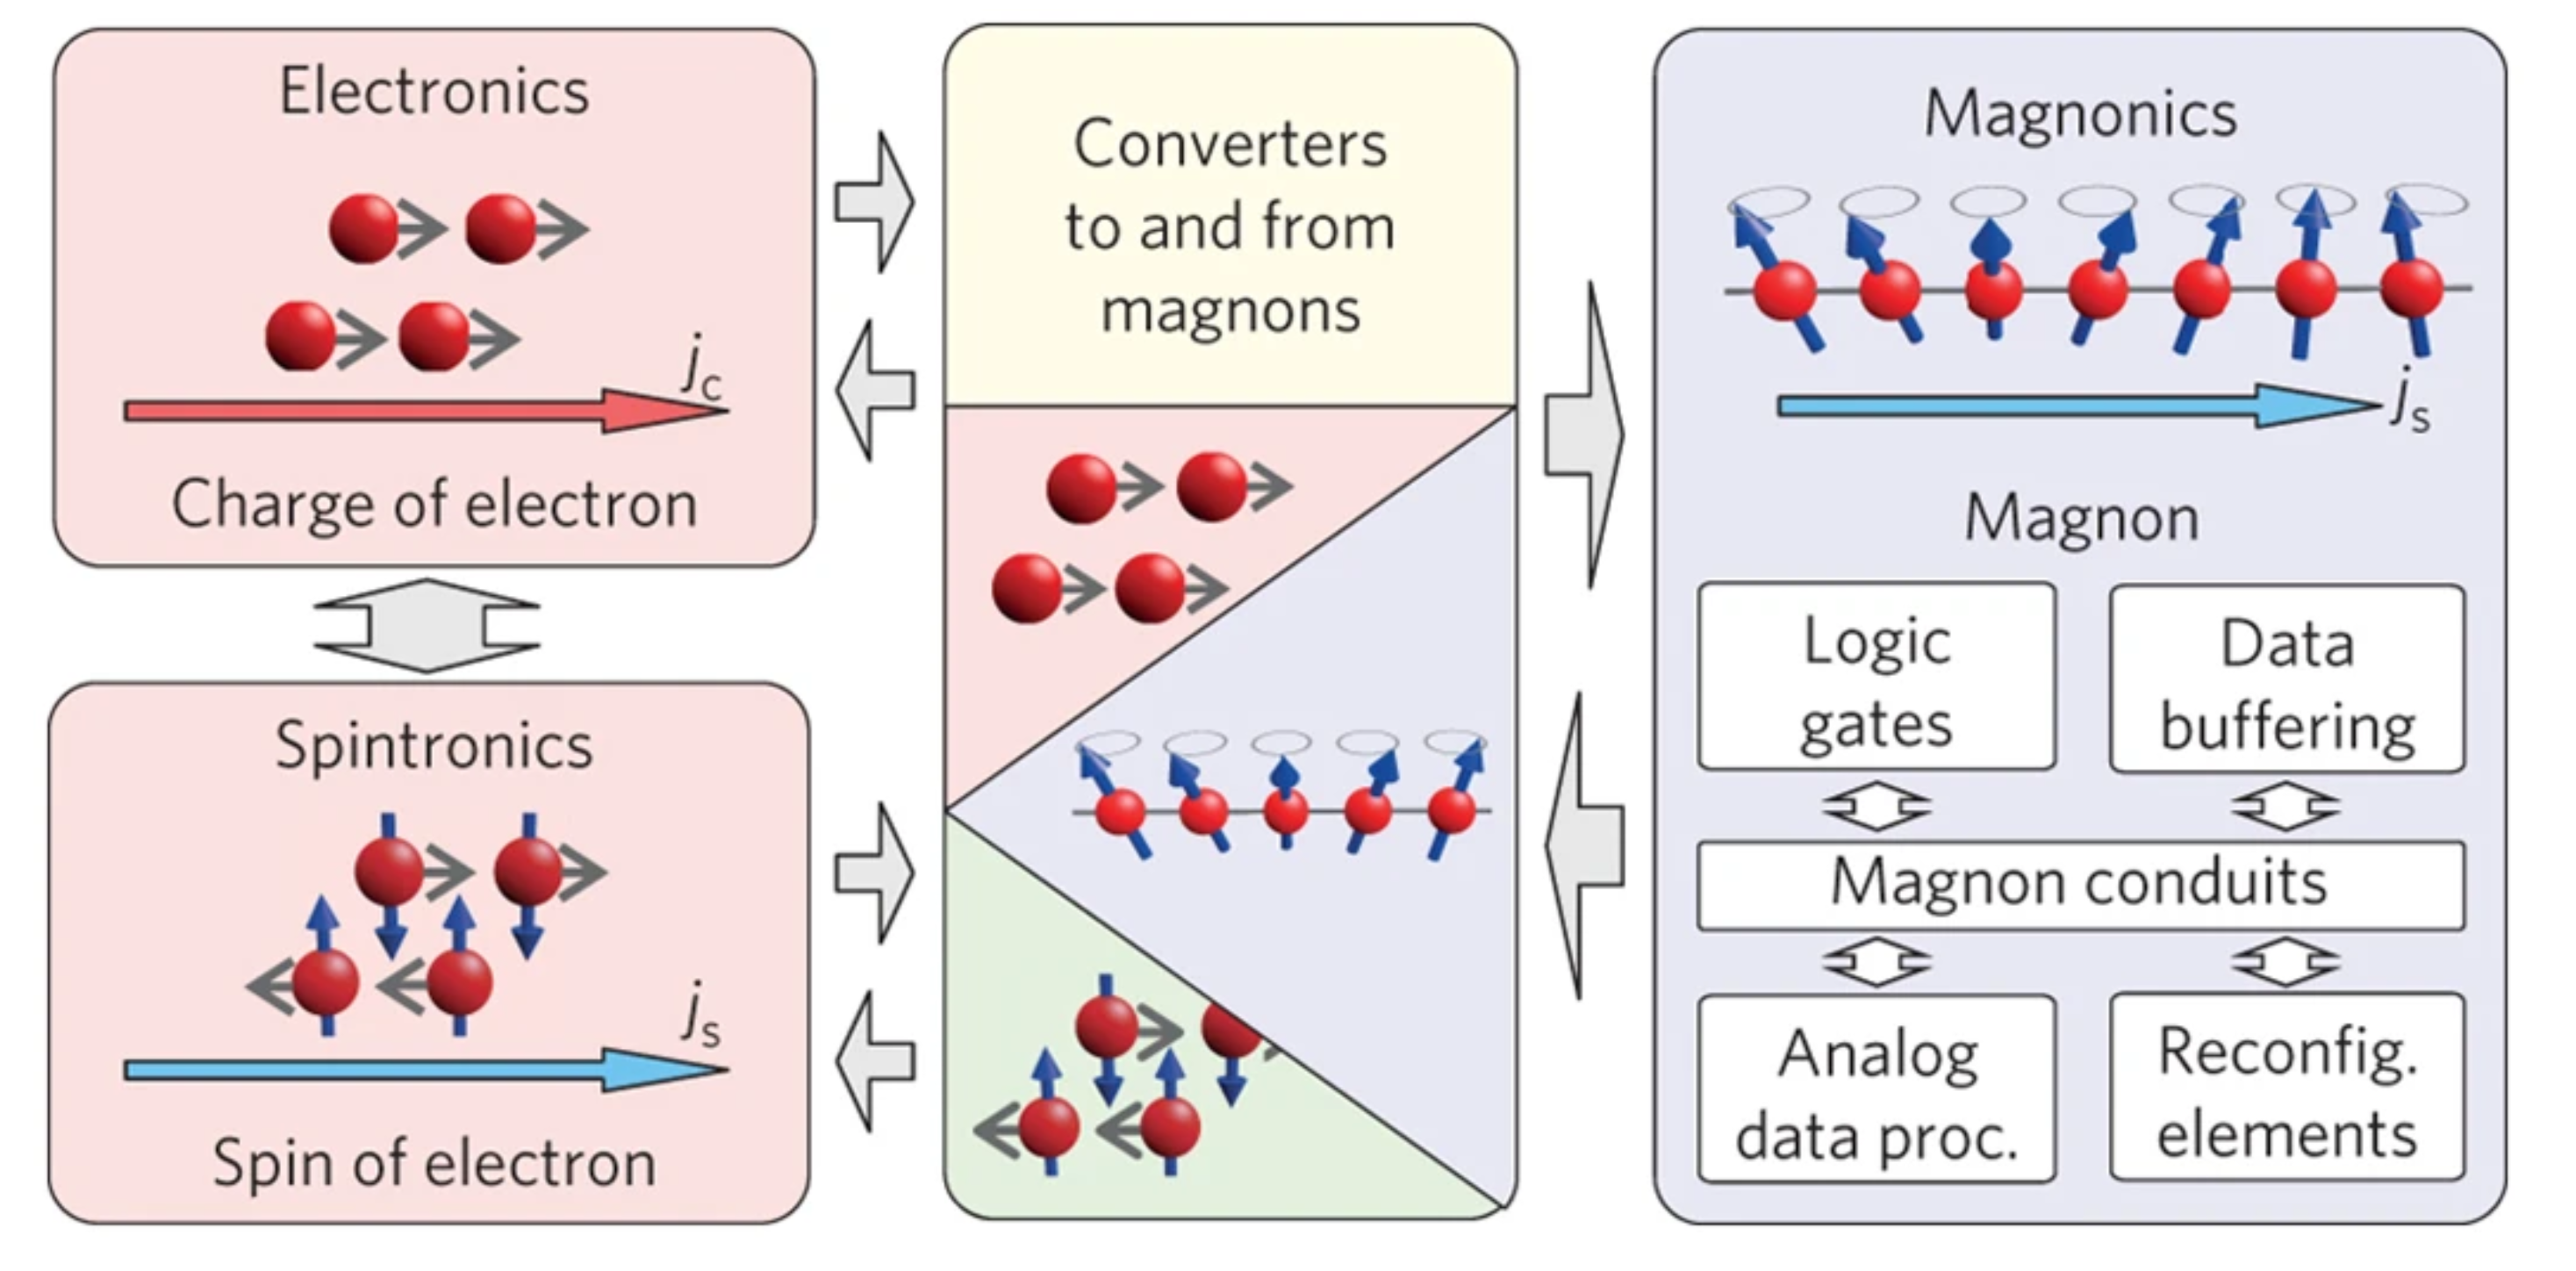 Electronics
jc
Charge of electron
Spintronics
js
Spin of electron
Converters
to and from
magnons
Magnonics
js
Magnon
Logic
gates
Data
buffering
Magnon conduits
Analog
data proc.
Reconfig.
elements